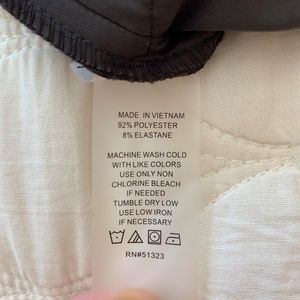 MADE IN VIETNAM
92% POLYESTER
8% ELASTANE
MACHINE WASH COLD
WITH LIKE COLORS
USE ONLY NON
CHLORINE BLEACH
IF NEEDED
TUMBLE DRY LOW
USE LOW IRON
IF NECESSARY
RN#51323